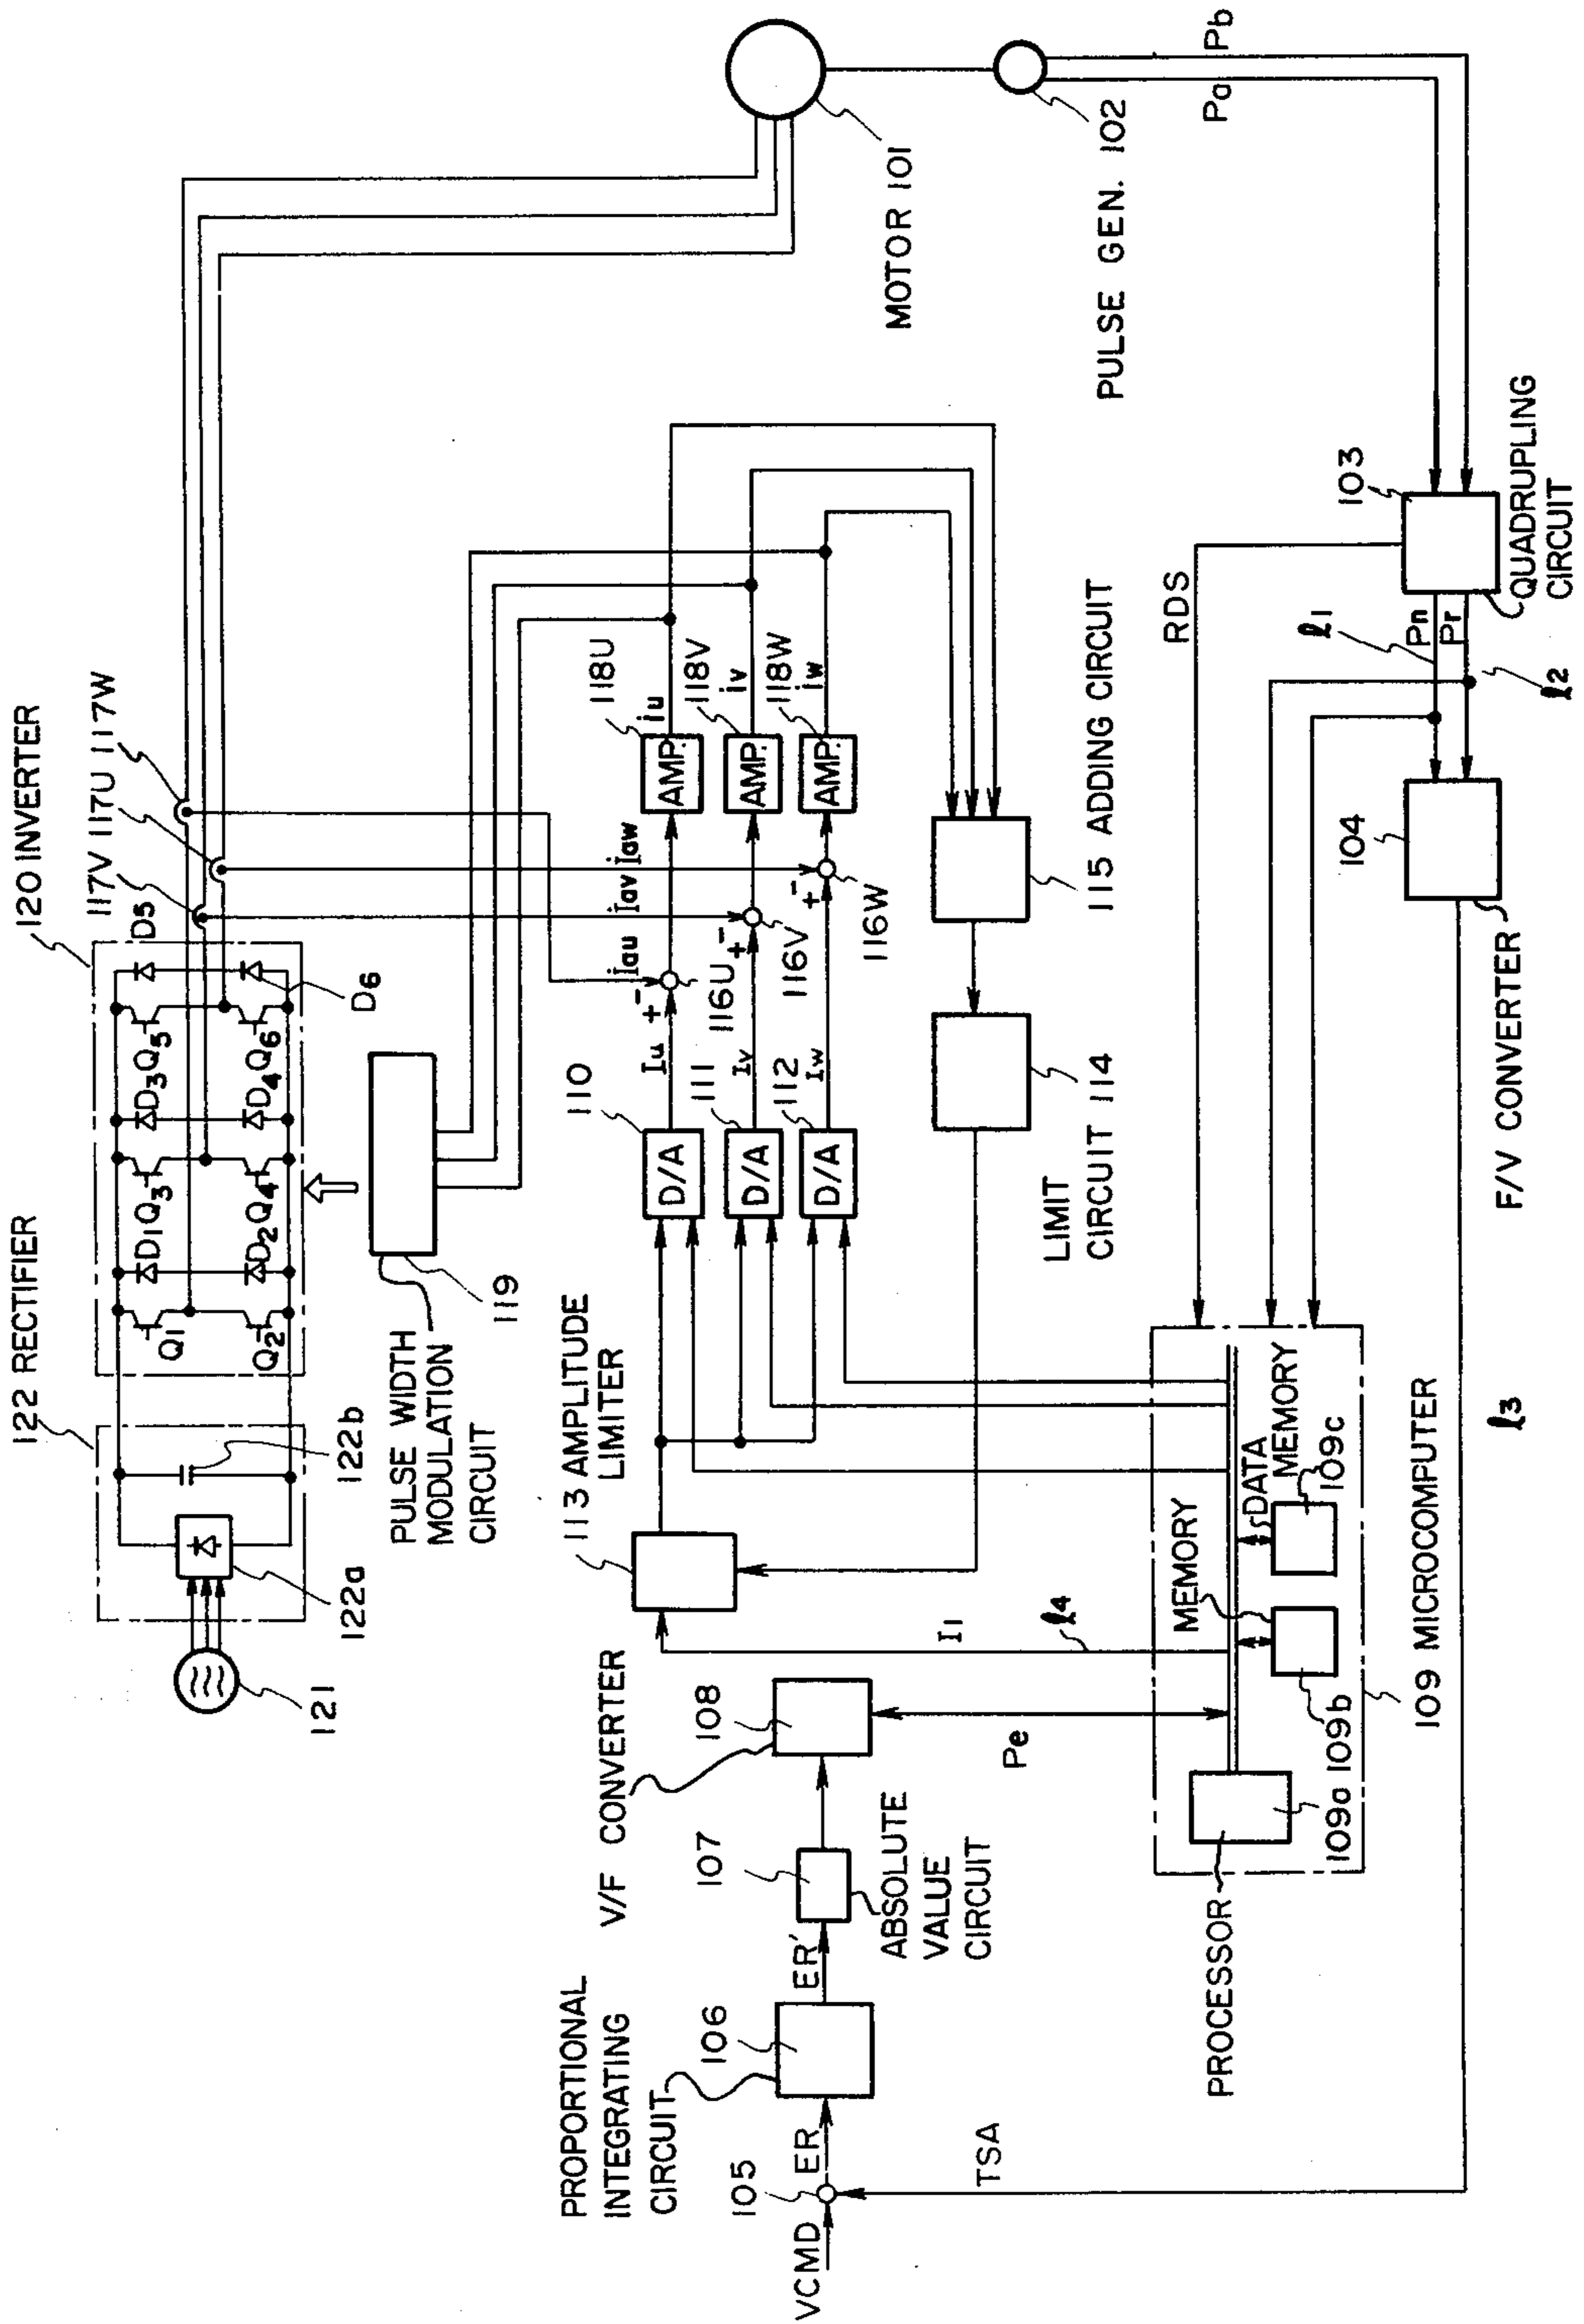 122 RECTIFIER
120 INVERTER
117V
117U
117W
121
122a
122b
Q1
Q2
D1
D2
Q3
Q4
D3
D4
Q5
Q6
D5
D6
PULSE WIDTH
MODULATION
CIRCUIT
119
MOTOR 101
PULSE GEN. 102
Pa
Pb
113 AMPLITUDE
LIMITER
110
111
112
D/A
D/A
D/A
Iu
Iv
Iw
+
-
+
-
+
-
116U
116V
116W
iau
iav
iaw
118U
118V
118W
AMP.
AMP.
AMP.
iu
iv
iw
LIMIT
CIRCUIT 114
115 ADDING CIRCUIT
V/F CONVERTER
108
107
ABSOLUTE
VALUE
CIRCUIT
PROPORTIONAL
INTEGRATING
CIRCUIT
106
105
VCMD
ER
ER'
TSA
Pe
I1
ℓ4
PROCESSOR
109a
MEMORY
109b
DATA
MEMORY
109c
109 MICROCOMPUTER
ℓ3
RDS
103
QUADRUPLING
CIRCUIT
ℓ1
Pn
Pr
ℓ2
104
F/V CONVERTER